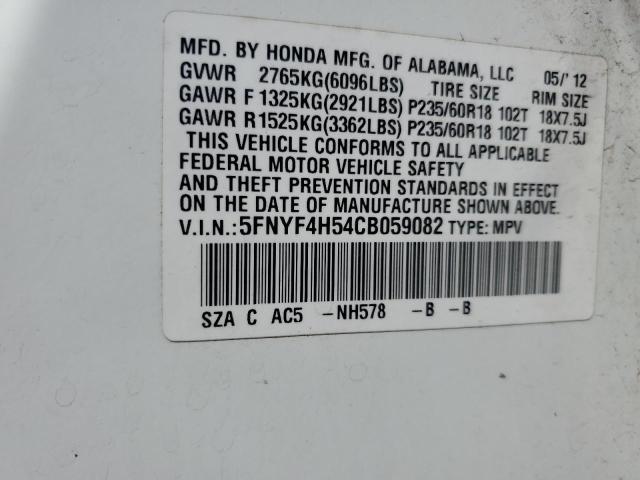 MFD. BY HONDA MFG. OF ALABAMA, LLC 05/'12
GVWR 2765KG(6096LBS) TIRE SIZE RIM SIZE
GAWR F 1325KG(2921LBS) P235/60R18 102T 18X7.5J
GAWR R 1525KG(3362LBS) P235/60R18 102T 18X7.5J
THIS VEHICLE CONFORMS TO ALL APPLICABLE
FEDERAL MOTOR VEHICLE SAFETY
AND THEFT PREVENTION STANDARDS IN EFFECT
ON THE DATE OF MANUFACTURE SHOWN ABOVE.
V.I.N.: 5FNYF4H54CB059082 TYPE: MPV
SZA C AC5 -NH578 -B -B